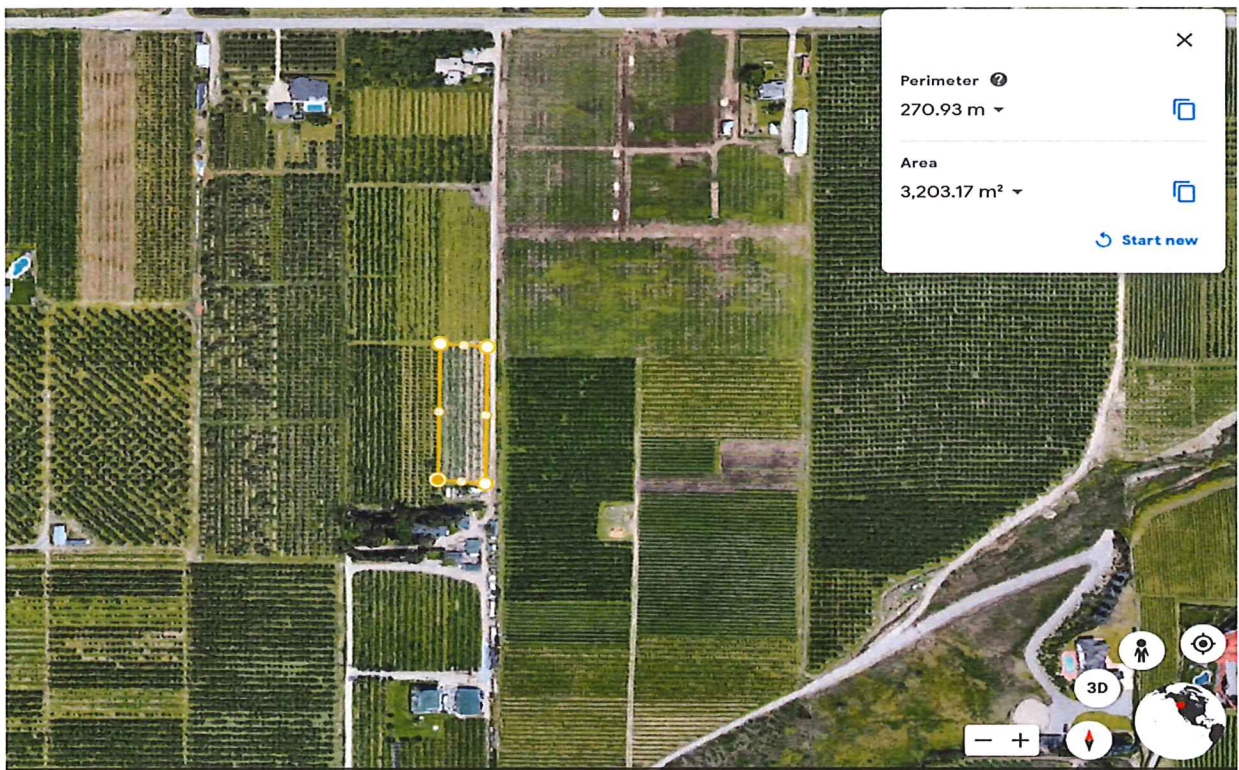 Perimeter ?
270.93 m
Area
3,203.17 m²
Start new
3D